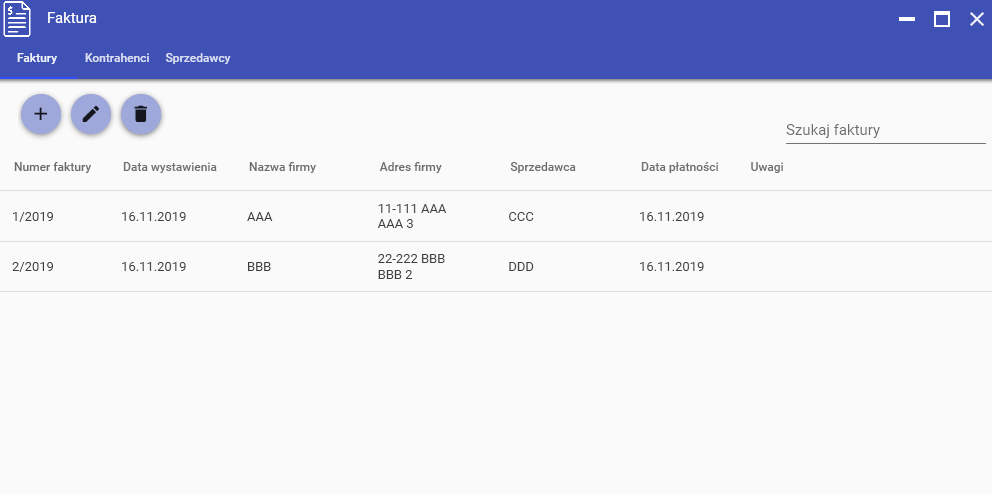 Faktura
Faktury Kontrahenci Sprzedawcy
Szukaj faktury
Numer faktury Data wystawienia Nazwa firmy Adres firmy Sprzedawca Data płatności Uwagi
1/2019 16.11.2019 AAA 11-111 AAA CCC 16.11.2019
AAA 3
2/2019 16.11.2019 BBB 22-222 BBB DDD 16.11.2019
BBB 2